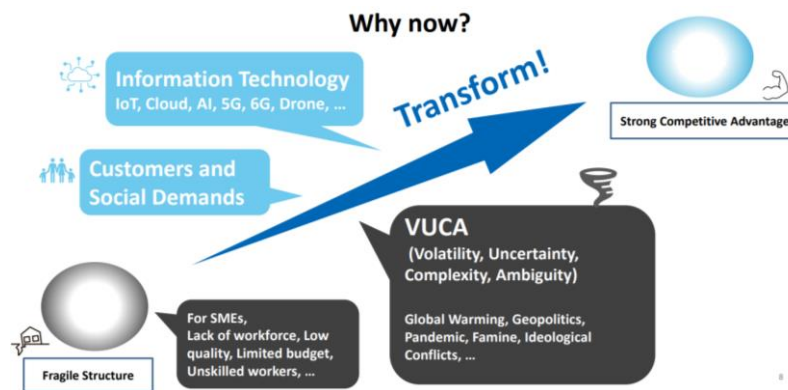 Why now?
Information Technology
IoT, Cloud, AI, 5G, 6G, Drone, ...
Transform!
Strong Competitive Advantage
Customers and
Social Demands
VUCA
(Volatility, Uncertainty,
Complexity, Ambiguity)
Global Warming, Geopolitics,
Pandemic, Famine, Ideological
Conflicts, ...
For SMEs,
Lack of workforce, Low
quality, Limited budget,
Unskilled workers, ...
Fragile Structure
8